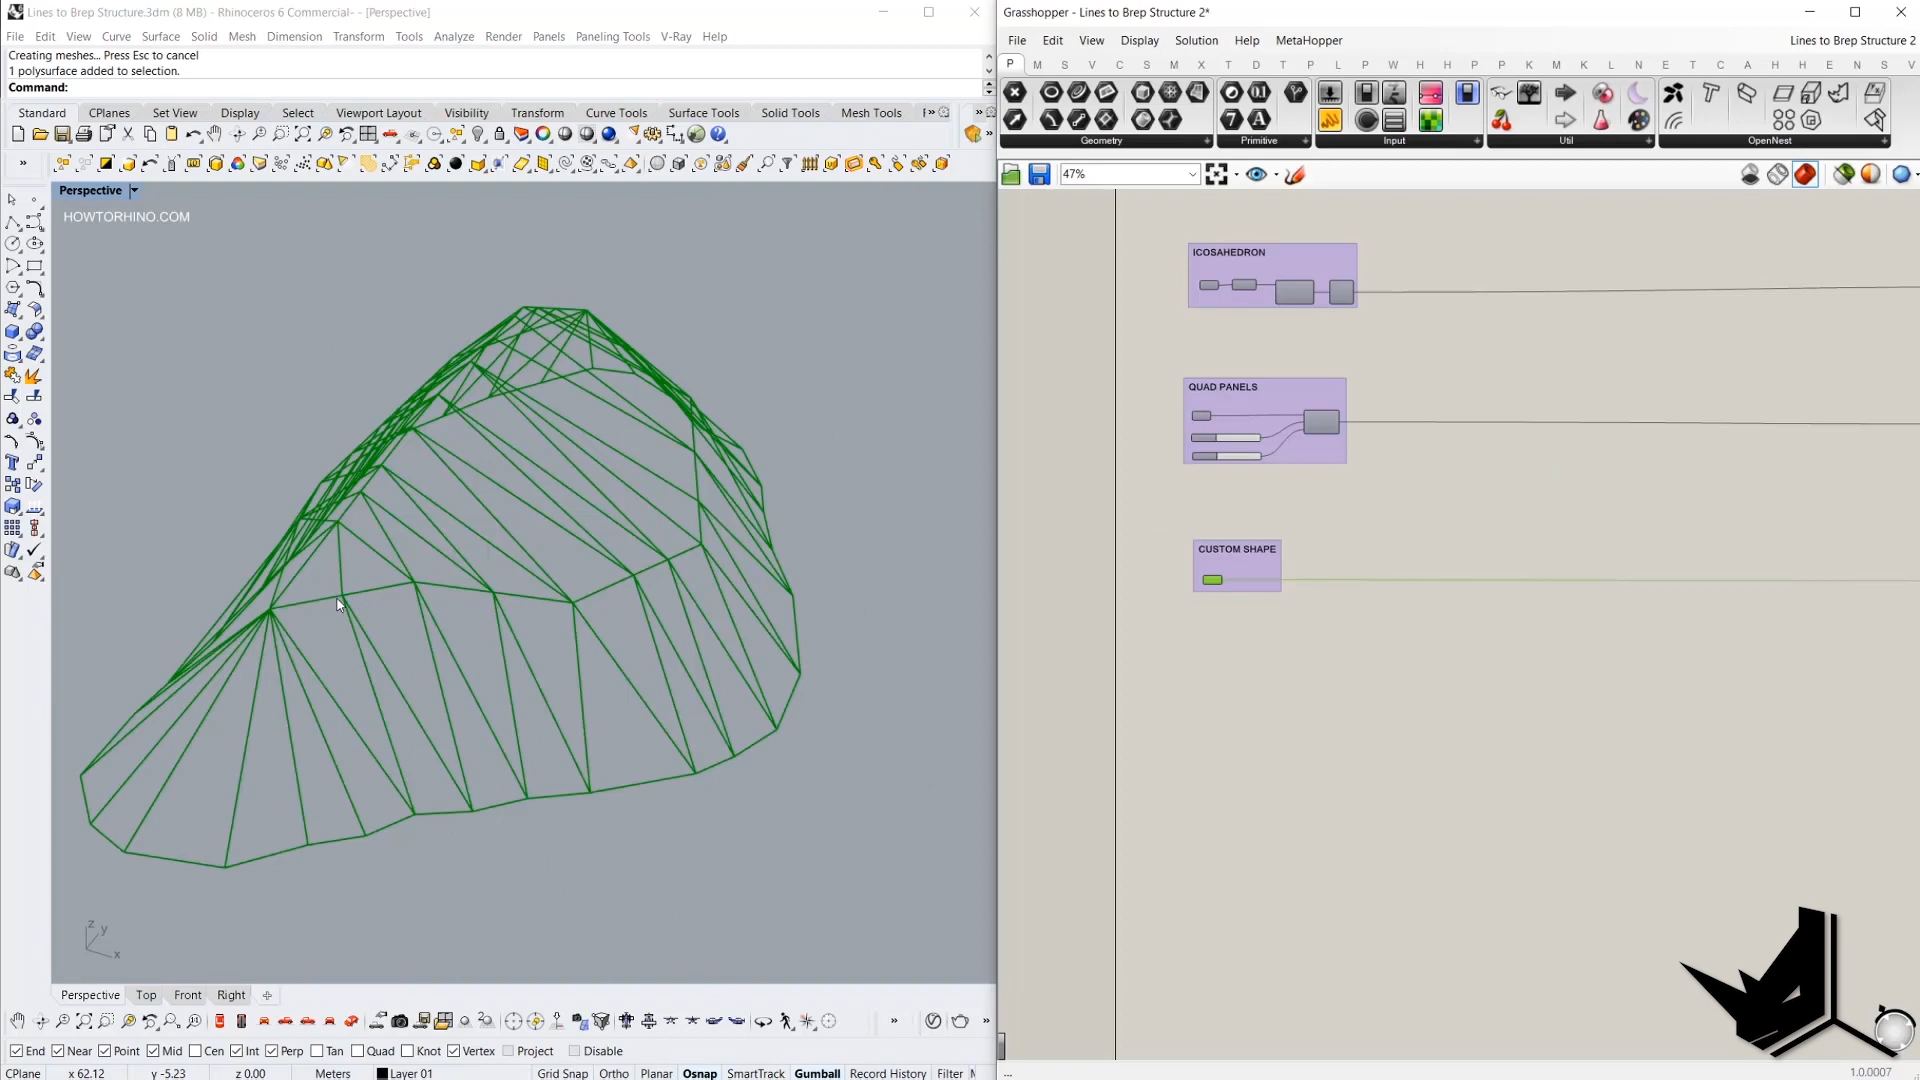 Lines to Brep Structure.3dm (8 MB) - Rhinoceros 6 Commercial- - [Perspective]
File Edit View Curve Surface Solid Mesh Dimension Transform Tools Analyze Render Panels Paneling Tools V-Ray Help
Creating meshes... Press Esc to cancel
1 polysurface added to selection.
Command:
Standard CPlanes Set View Display Select Viewport Layout Visibility Transform Curve Tools Surface Tools Solid Tools Mesh Tools
Perspective
HOWTORHINO.COM
z
y
x
Perspective Top Front Right
End Near Point Mid Cen Int Perp Tan Quad Knot Vertex Project Disable
CPlane x 62.12 y -5.23 z 0.00 Meters Layer 01 Grid Snap Ortho Planar Osnap SmartTrack Gumball Record History Filter
Grasshopper - Lines to Brep Structure 2*
File Edit View Display Solution Help MetaHopper Lines to Brep Structure 2
P M S V C S M X T D T P L P W H H P P K M K L N E T C A H H E N S V
Geometry Primitive Input Util OpenNest
47%
ICOSAHEDRON
QUAD PANELS
CUSTOM SHAPE
...
1.0.0007